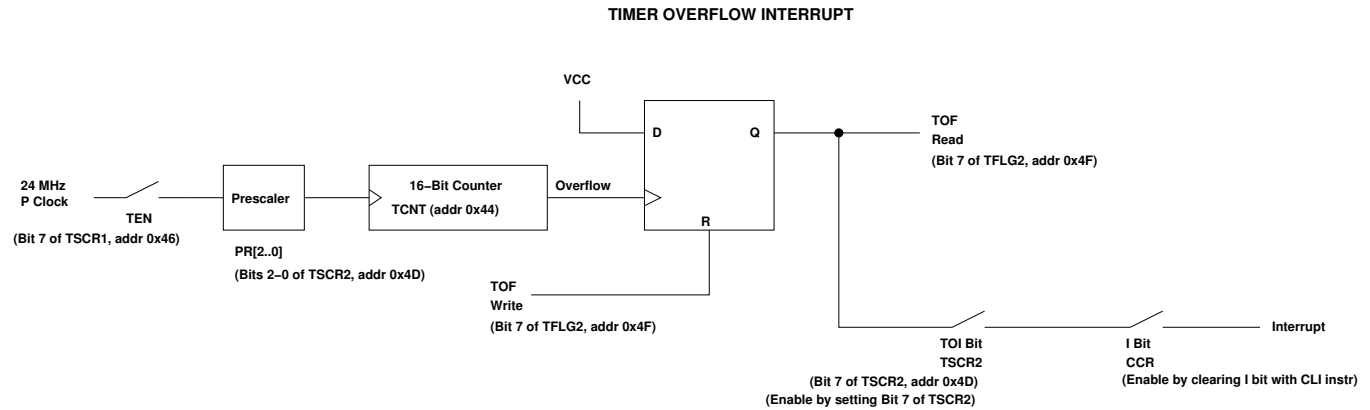 TIMER OVERFLOW INTERRUPT
VCC
D
Q
TOF
Read
(Bit 7 of TFLG2, addr 0x4F)
24 MHz
P Clock
TEN
(Bit 7 of TSCR1, addr 0x46)
Prescaler
PR[2..0]
(Bits 2−0 of TSCR2, addr 0x4D)
16−Bit Counter
TCNT (addr 0x44)
Overflow
R
TOF
Write
(Bit 7 of TFLG2, addr 0x4F)
TOI Bit
TSCR2
(Bit 7 of TSCR2, addr 0x4D)
(Enable by setting Bit 7 of TSCR2)
I Bit
CCR
(Enable by clearing I bit with CLI instr)
Interrupt